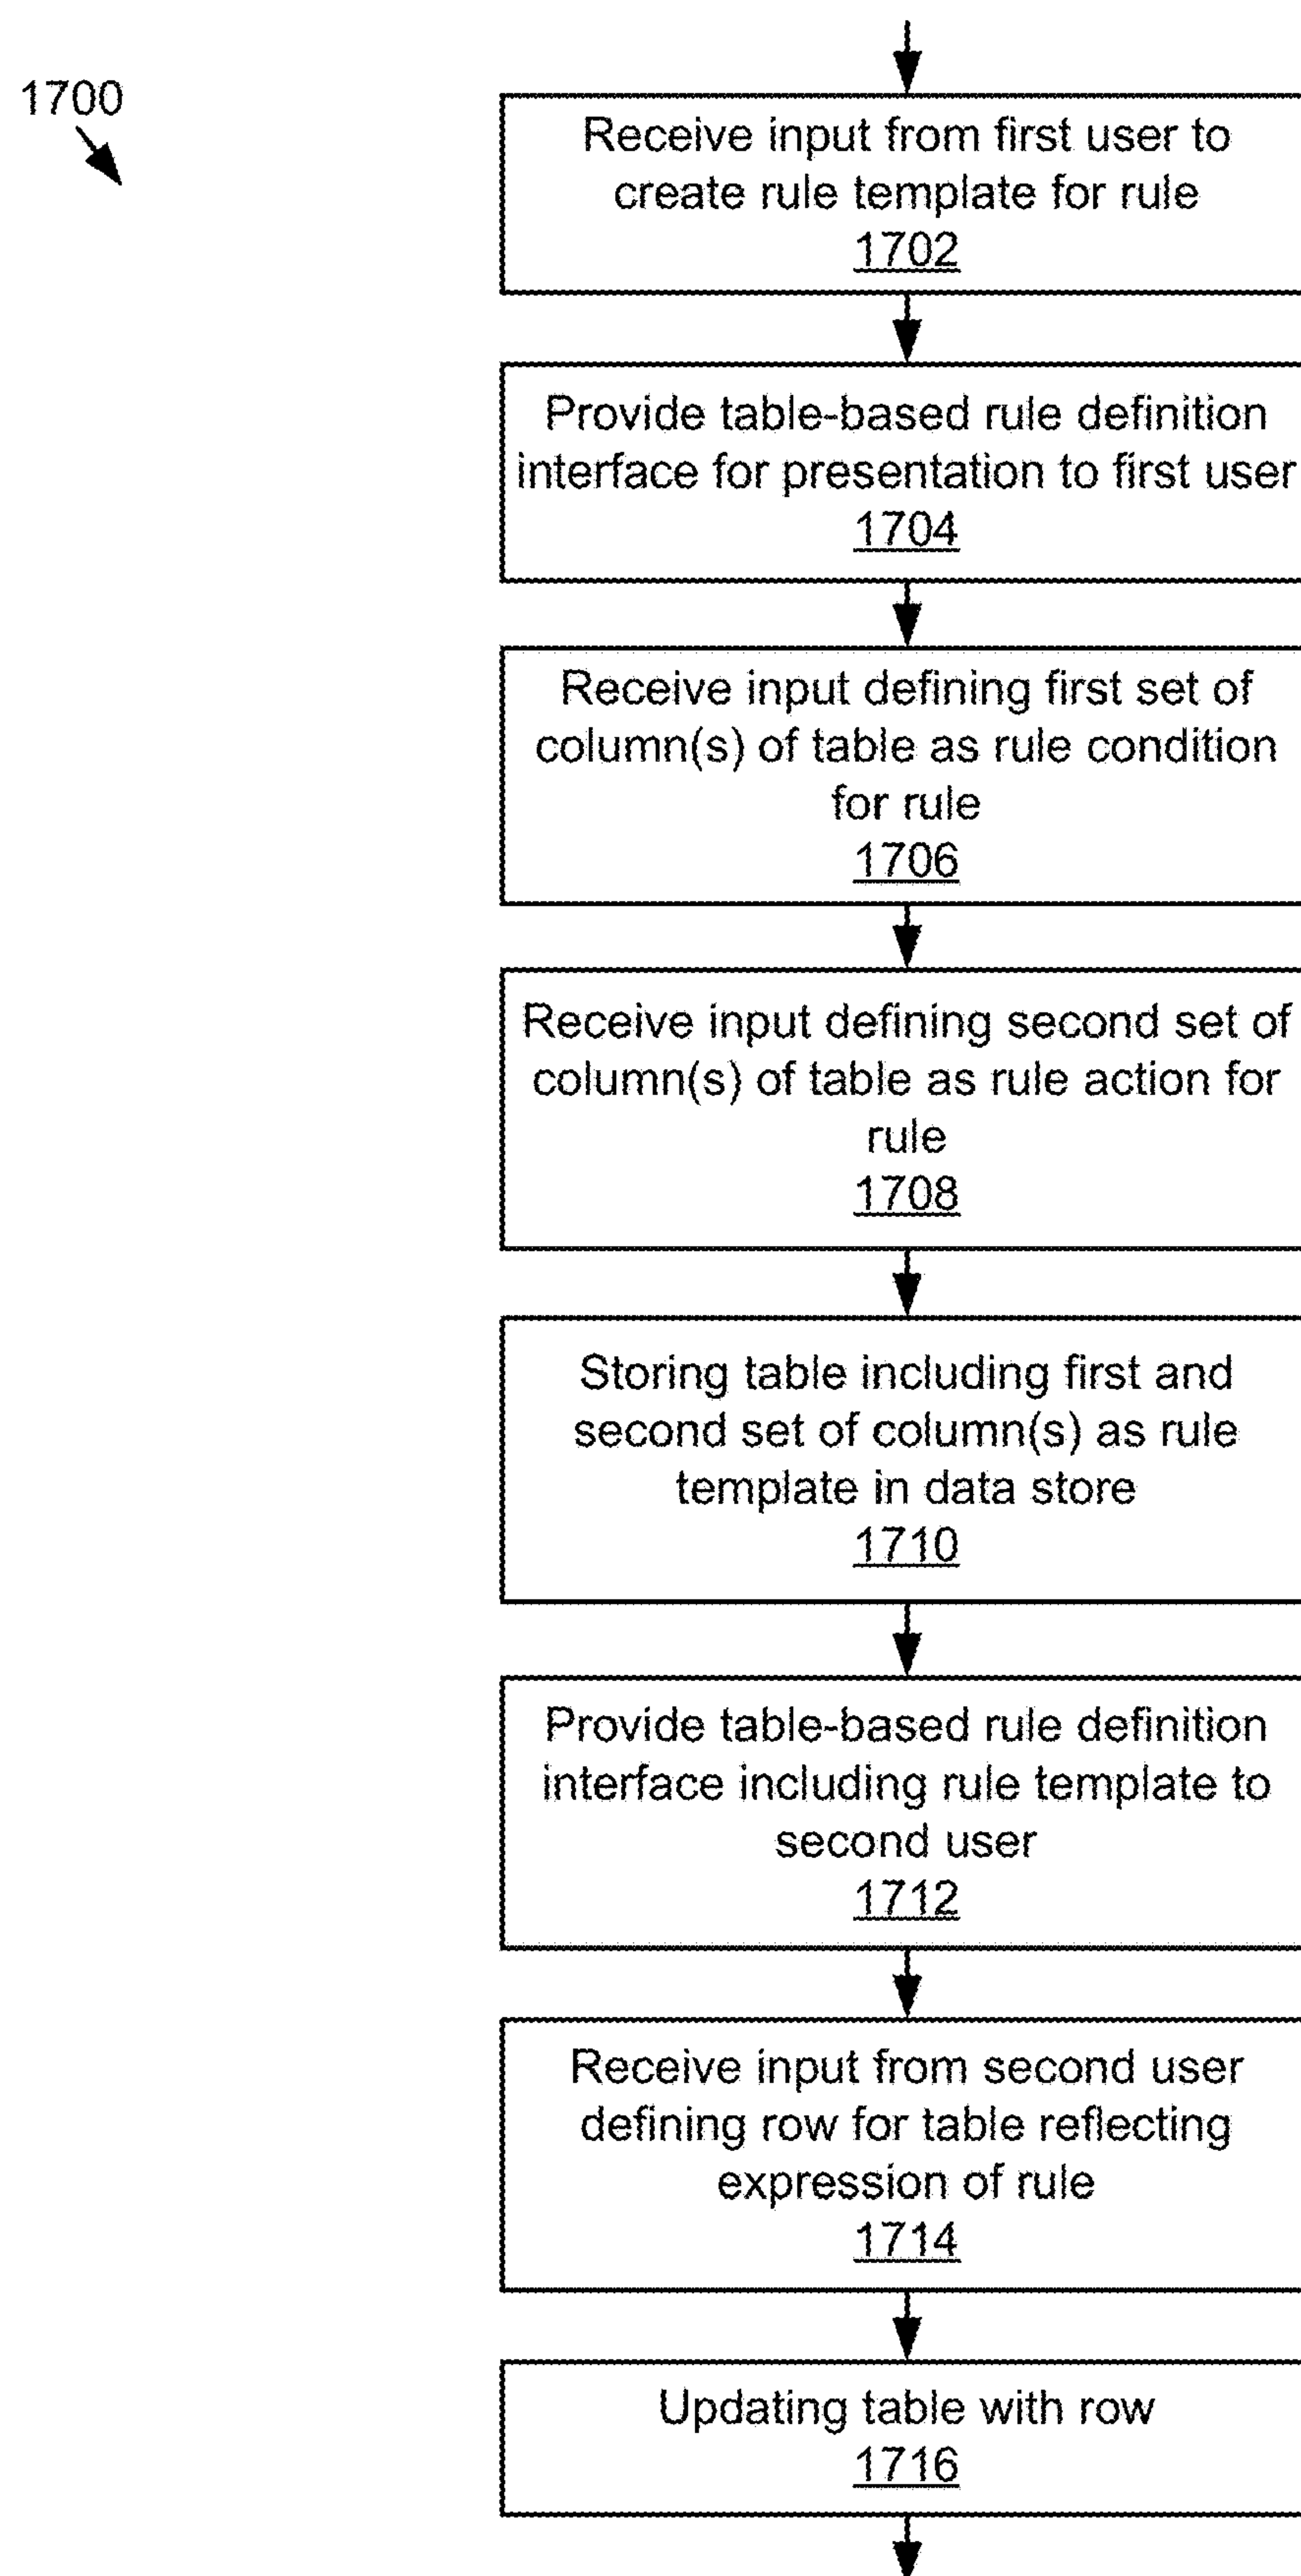 1700
Receive input from first user to
create rule template for rule
1702
Provide table-based rule definition
interface for presentation to first user
1704
Receive input defining first set of
column(s) of table as rule condition
for rule
1706
Receive input defining second set of
column(s) of table as rule action for
rule
1708
Storing table including first and
second set of column(s) as rule
template in data store
1710
Provide table-based rule definition
interface including rule template to
second user
1712
Receive input from second user
defining row for table reflecting
expression of rule
1714
Updating table with row
1716